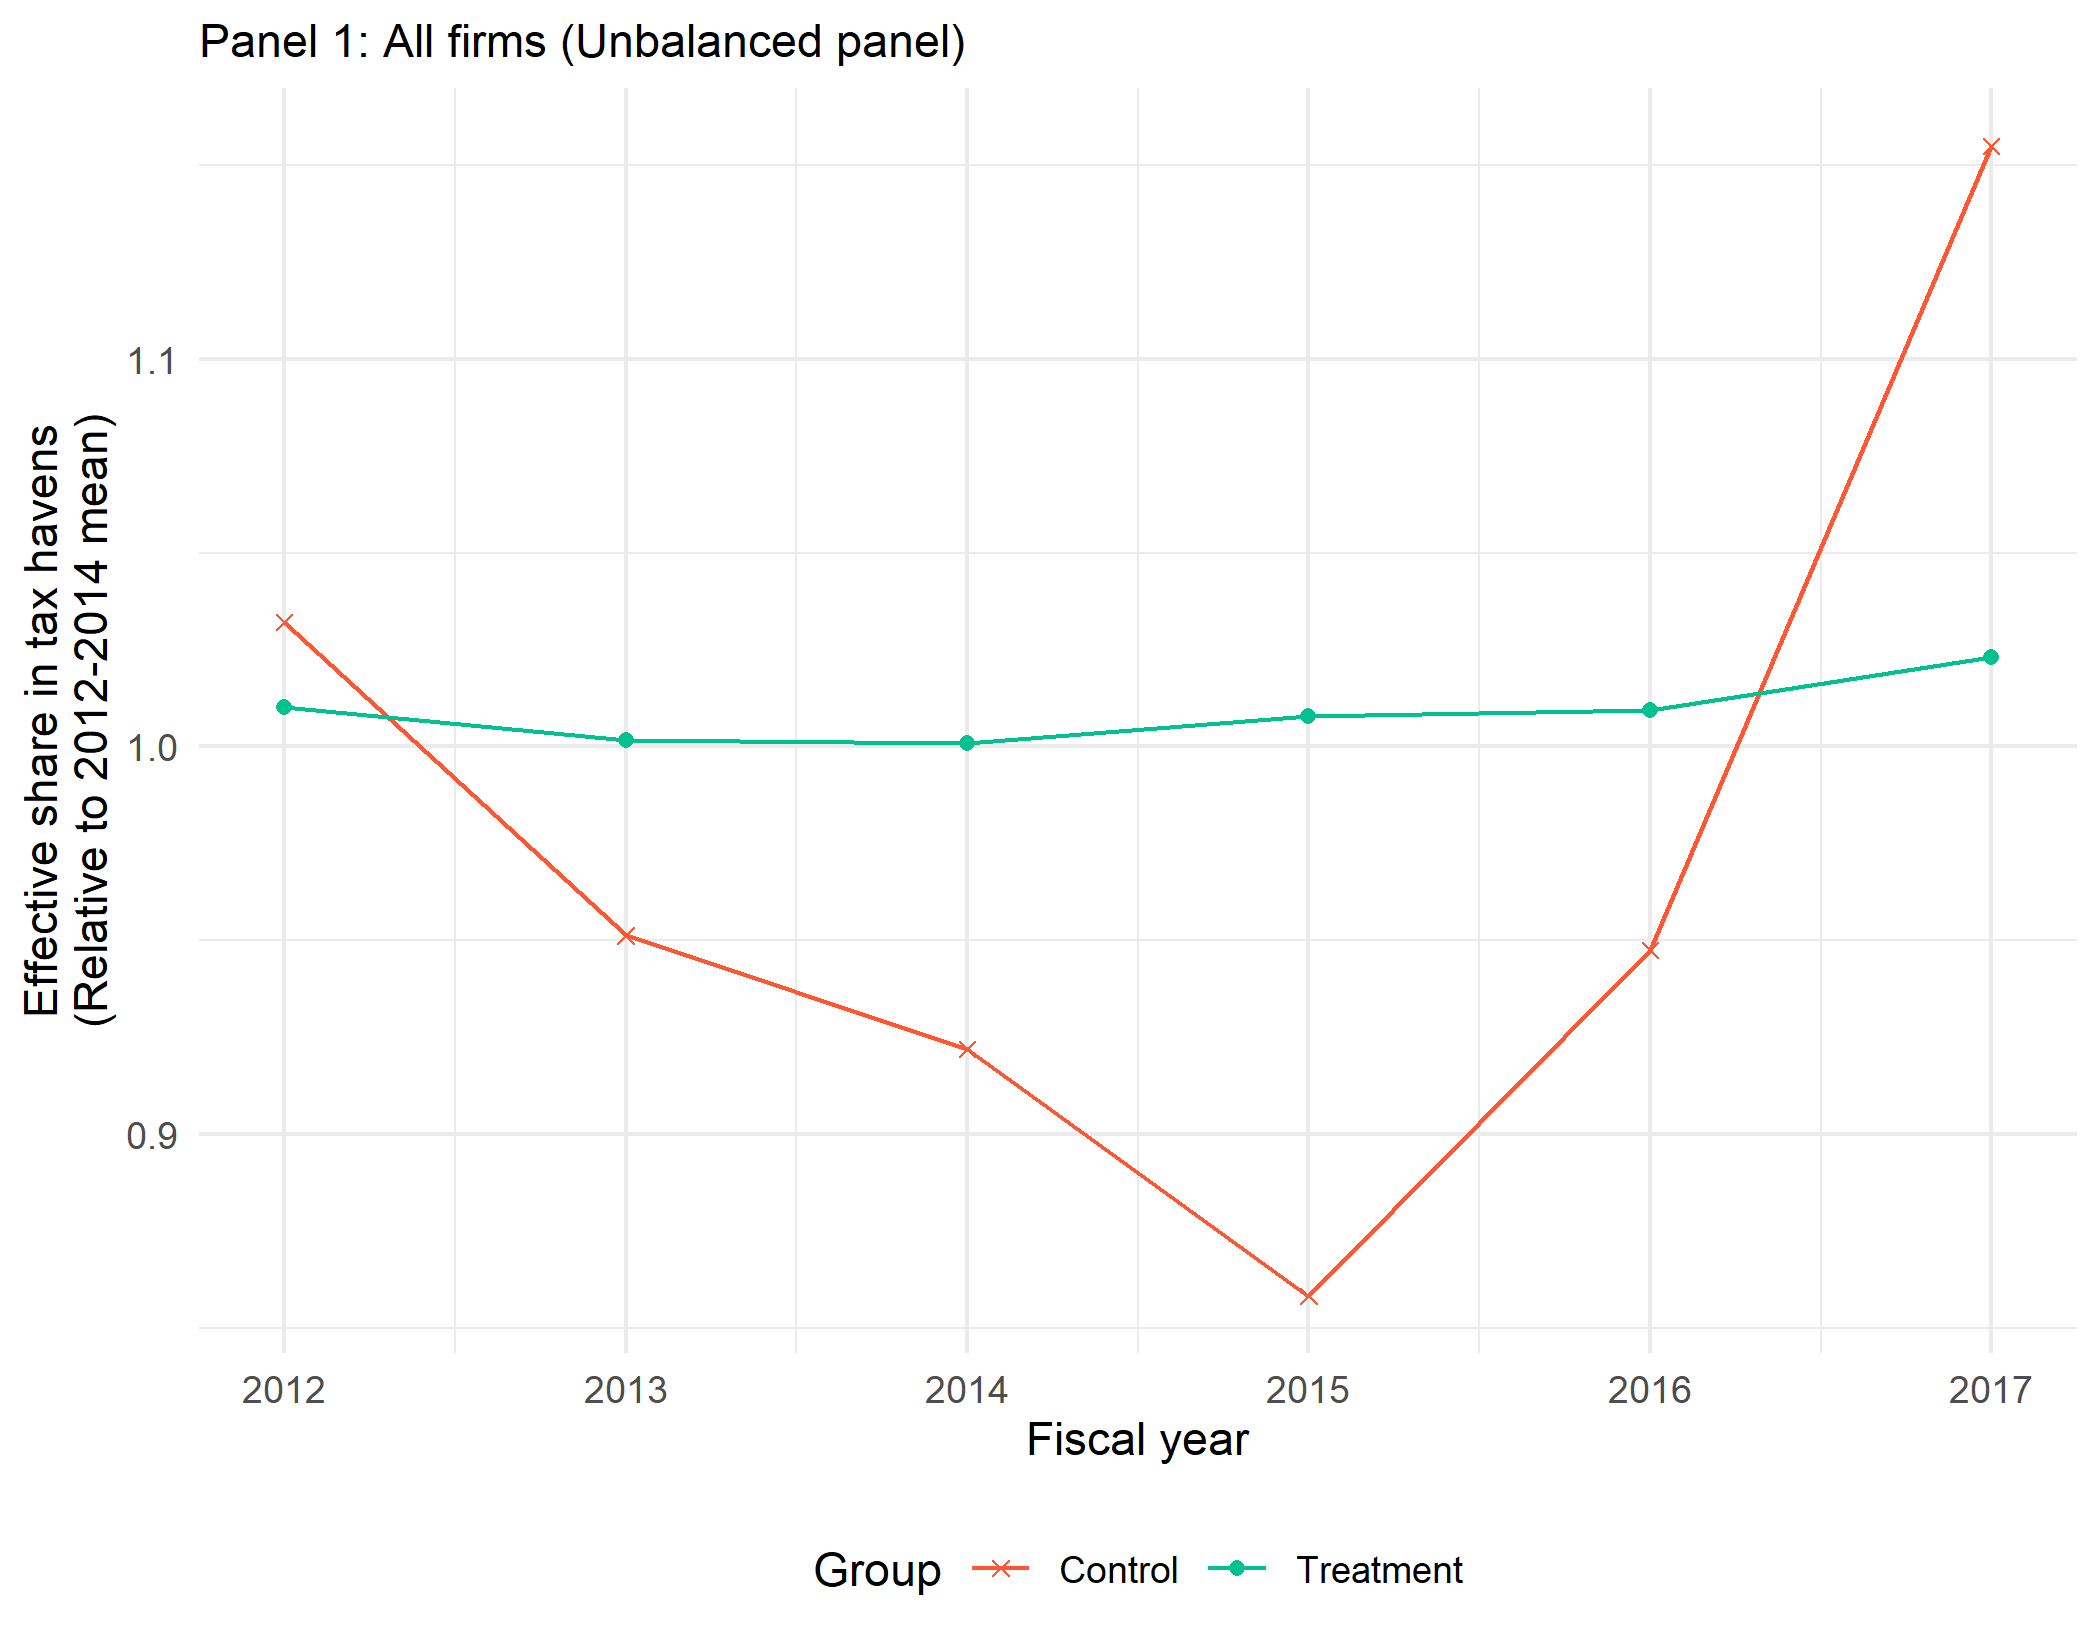 Panel 1: All firms (Unbalanced panel)
Effective share in tax havens
(Relative to 2012-2014 mean)
1.1
1.0
0.9
2012 2013 2014 2015 2016 2017
Fiscal year
Group Control Treatment